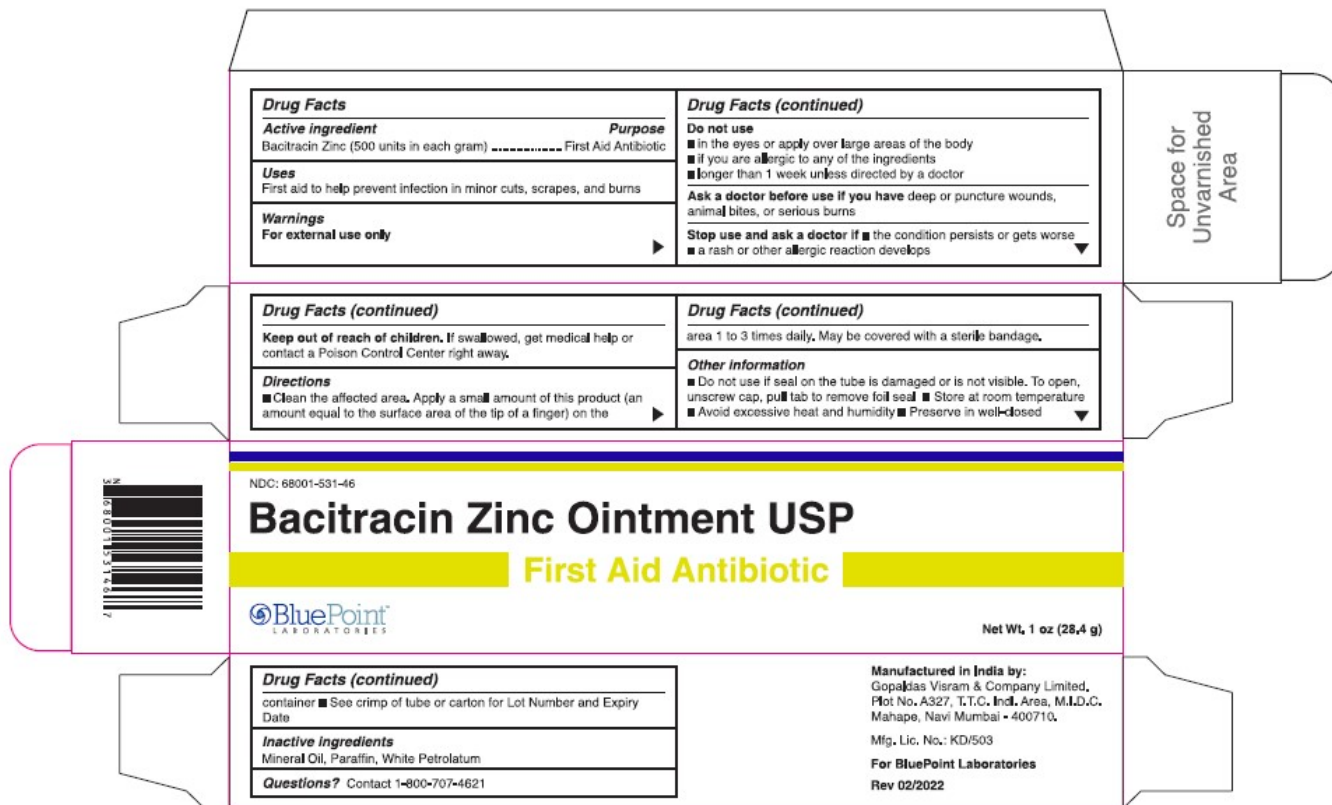 Drug Facts
Active ingredient Purpose
Bacitracin Zinc (500 units in each gram) ............. First Aid Antibiotic
Uses
First aid to help prevent infection in minor cuts, scrapes, and burns
Warnings
For external use only
Drug Facts (continued)
Do not use
■ in the eyes or apply over large areas of the body
■ if you are allergic to any of the ingredients
■ longer than 1 week unless directed by a doctor
Ask a doctor before use if you have deep or puncture wounds,
animal bites, or serious burns
Stop use and ask a doctor if ■ the condition persists or gets worse
■ a rash or other allergic reaction develops
Space for
Unvarnished
Area
Drug Facts (continued)
Keep out of reach of children. If swallowed, get medical help or
contact a Poison Control Center right away.
Directions
■ Clean the affected area. Apply a small amount of this product (an
amount equal to the surface area of the tip of a finger) on the
Drug Facts (continued)
area 1 to 3 times daily. May be covered with a sterile bandage.
Other information
■ Do not use if seal on the tube is damaged or is not visible. To open,
unscrew cap, pull tab to remove foil seal ■ Store at room temperature
■ Avoid excessive heat and humidity ■ Preserve in well-closed
N
3 68001 53146 7
NDC: 68001-531-46
Bacitracin Zinc Ointment USP
First Aid Antibiotic
BluePoint™
LABORATORIES
Net Wt. 1 oz (28.4 g)
Drug Facts (continued)
container ■ See crimp of tube or carton for Lot Number and Expiry
Date
Inactive ingredients
Mineral Oil, Paraffin, White Petrolatum
Questions? Contact 1-800-707-4621
Manufactured in India by:
Gopaldas Visram & Company Limited.
Plot No. A327, T.T.C. Indl. Area, M.I.D.C.
Mahape, Navi Mumbai - 400710.
Mfg. Lic. No.: KD/503
For BluePoint Laboratories
Rev 02/2022